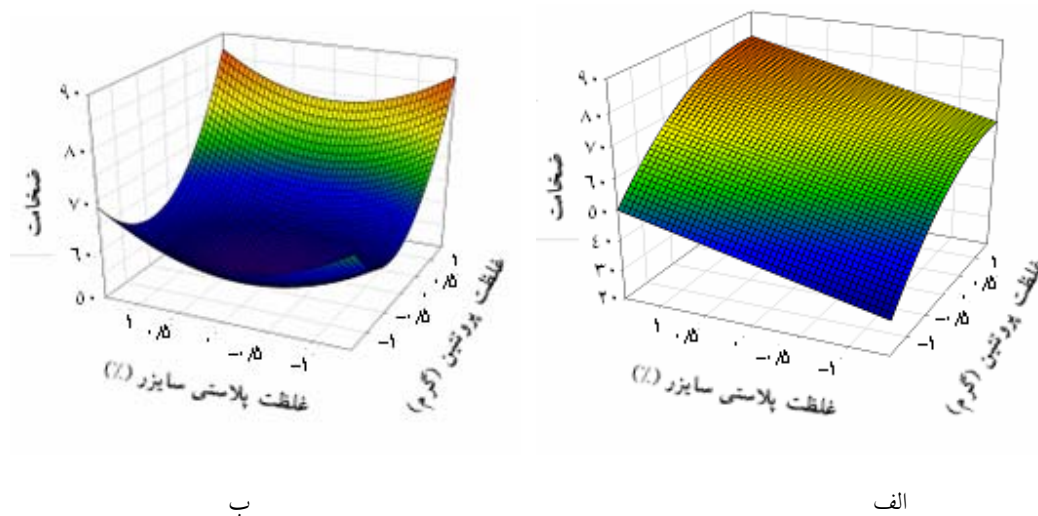 ۹۰
۸۰
۷۰
۶۰
۵۰
۴۰
۳۰
۲۰
ضخامت
۱ ۰/۵ ۰ -۰/۵ -۱
غلظت پلاستی سایزر (٪)
۱
۰/۵
۰
-۰/۵
-۱
غلظت پروتئین (گرم)
الف
۹۰
۸۰
۷۰
۶۰
۵۰
ضخامت
۱ ۰/۵ ۰ -۰/۵ -۱
غلظت پلاستی سایزر (٪)
۱
۰/۵
۰
-۰/۵
-۱
غلظت پروتئین (گرم)
ب